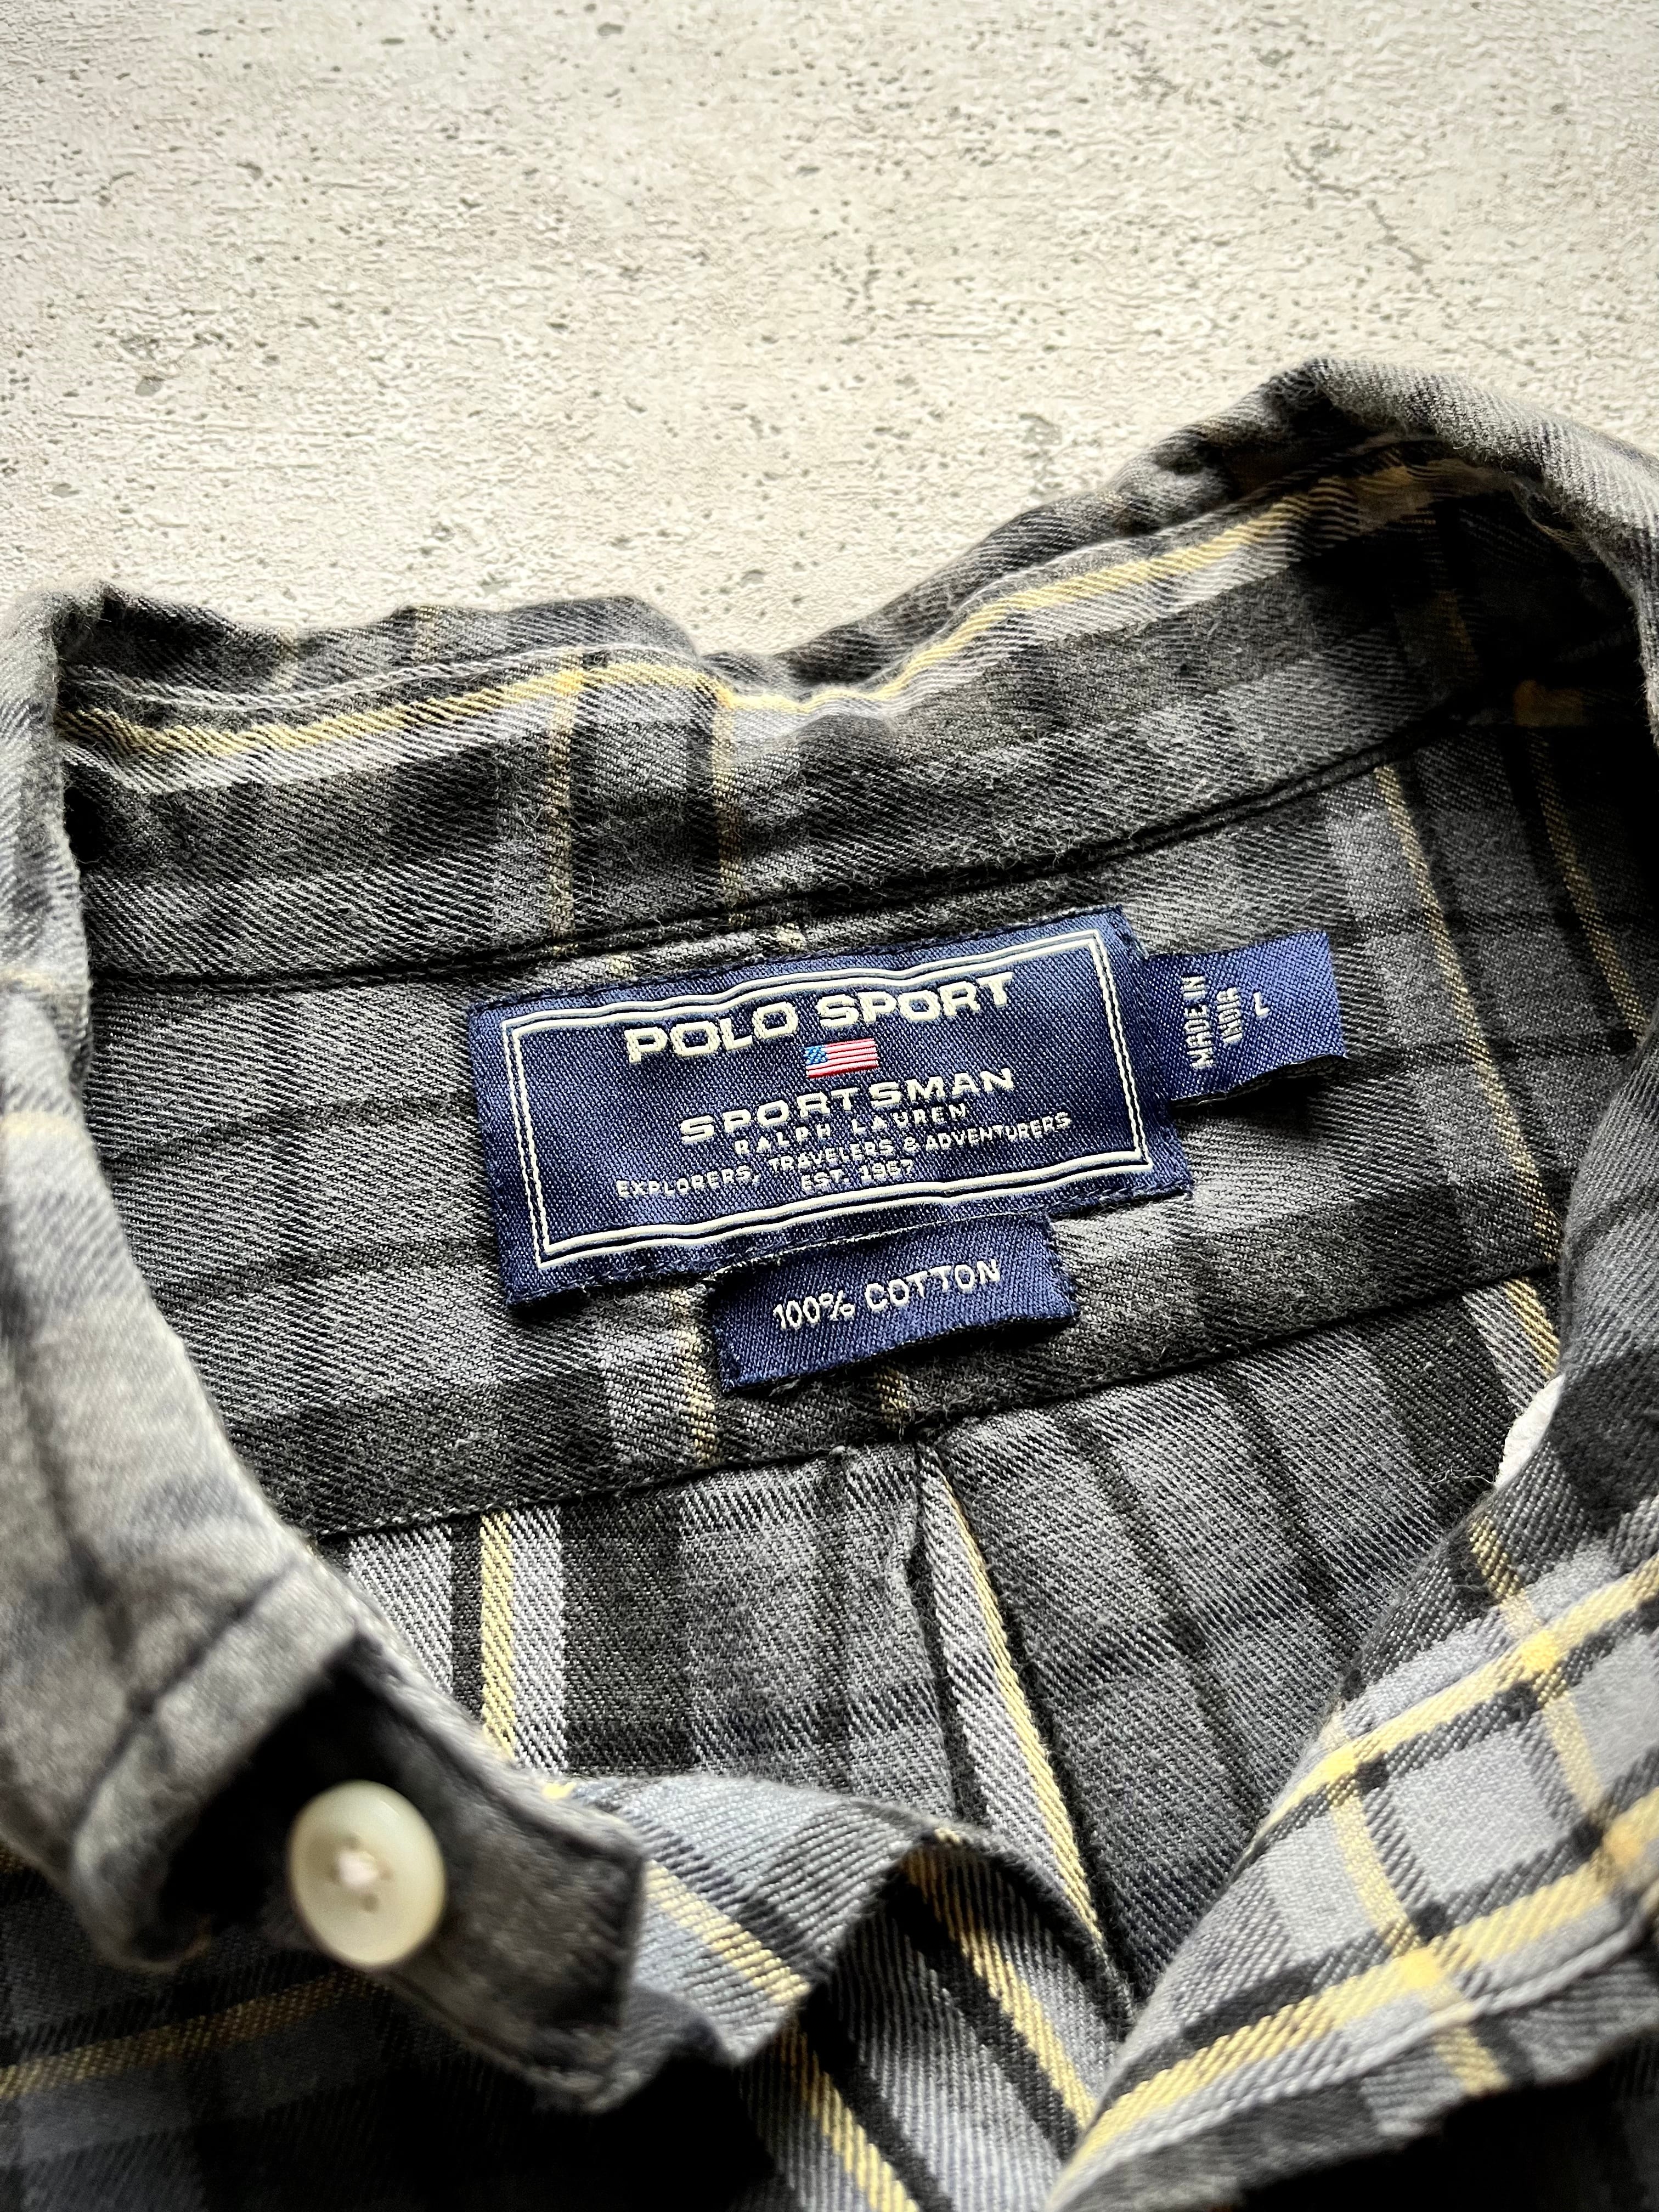 POLO SPORT
SPORTSMAN
RALPH LAUREN
EXPLORERS, TRAVELERS & ADVENTURERS
EST. 1967
100% COTTON
MADE IN
INDIA
L